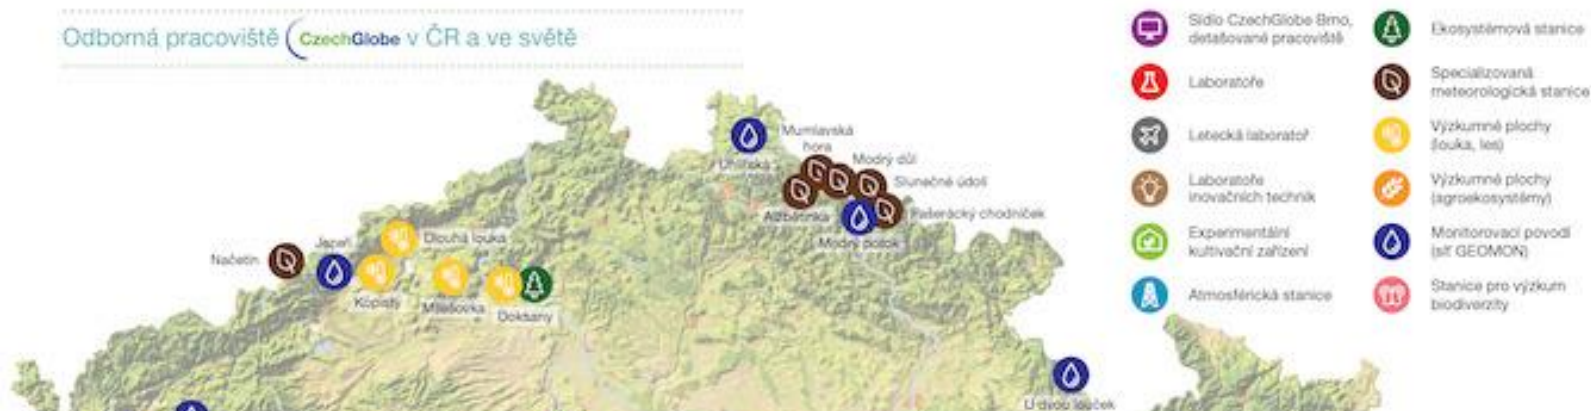 Odborná pracoviště CzechGlobe v ČR a ve světě
Sídlo CzechGlobe Brno,
detašované pracoviště
Laboratoře
Letecká laboratoř
Laboratoře
inovačních technik
Experimentální
kultivační zařízení
Atmosférická stanice
Ekosystémová stanice
Specializovaná
meteorologická stanice
Výzkumné plochy
(louka, les)
Výzkumné plochy
(agroekosystémy)
Monitorovací povodí
(síť GEOMON)
Stanice pro výzkum
biodiverzity
Mumlavská
hora
Uhlířská
Modrý důl
Slunečné údolí
Alžbětinka
Pašerácký chodníček
Modrý potok
Jezeří
Dlouhá louka
Načetín
Kopisty
Milešovka
Doksany
U dvou louček